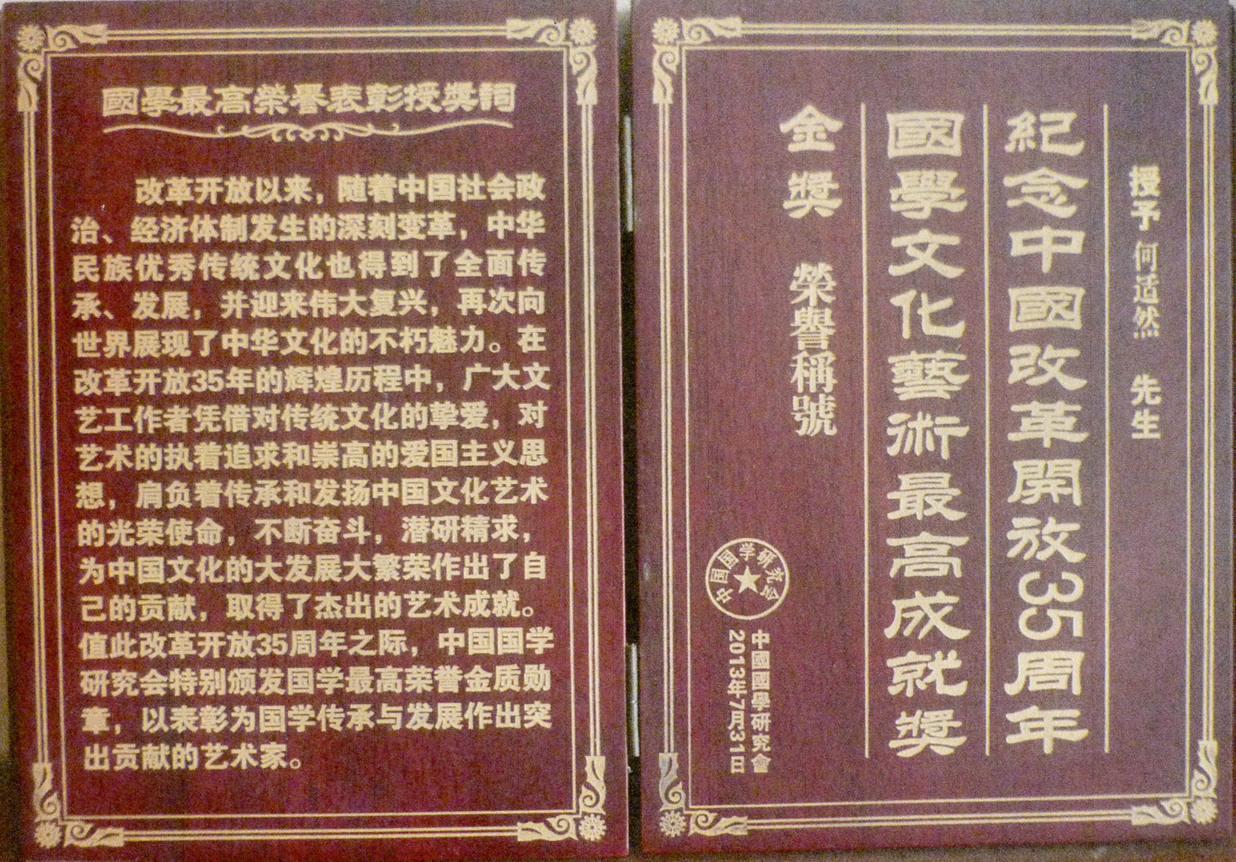 國學最高榮譽表彰授獎詞
改革开放以来，随着中国社会政
治、经济体制发生的深刻变革，中华
民族优秀传统文化也得到了全面传
承、发展，并迎来伟大复兴，再次向
世界展现了中华文化的不朽魅力。在
改革开放35年的辉煌历程中，广大文
艺工作者凭借对传统文化的挚爱，对
艺术的执着追求和崇高的爱国主义思
想，肩负着传承和发扬中国文化艺术
的光荣使命，不断奋斗，潜研精求，
为中国文化的大发展大繁荣作出了自
己的贡献，取得了杰出的艺术成就。
值此改革开放35周年之际，中国国学
研究会特别颁发国学最高荣誉金质勋
章，以表彰为国学传承与发展作出突
出贡献的艺术家。
授予 何适然 先生
紀念中國改革開放35周年
國學文化藝術最高成就獎
金獎 榮譽稱號
中国国学研究会
中國國學研究會
2013年7月31日